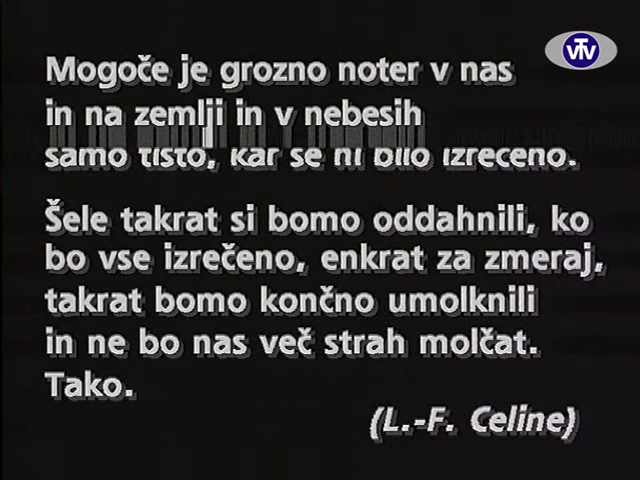 VTV
Mogoče je grozno noter v nas
in na zemlji in v nebesih
samo tisto, kar še ni bilo izrečeno.
Šele takrat si bomo oddahnili, ko
bo vse izrečeno, enkrat za zmeraj,
takrat bomo končno umolknili
in ne bo nas več strah molčat.
Tako.
(L.-F. Celine)